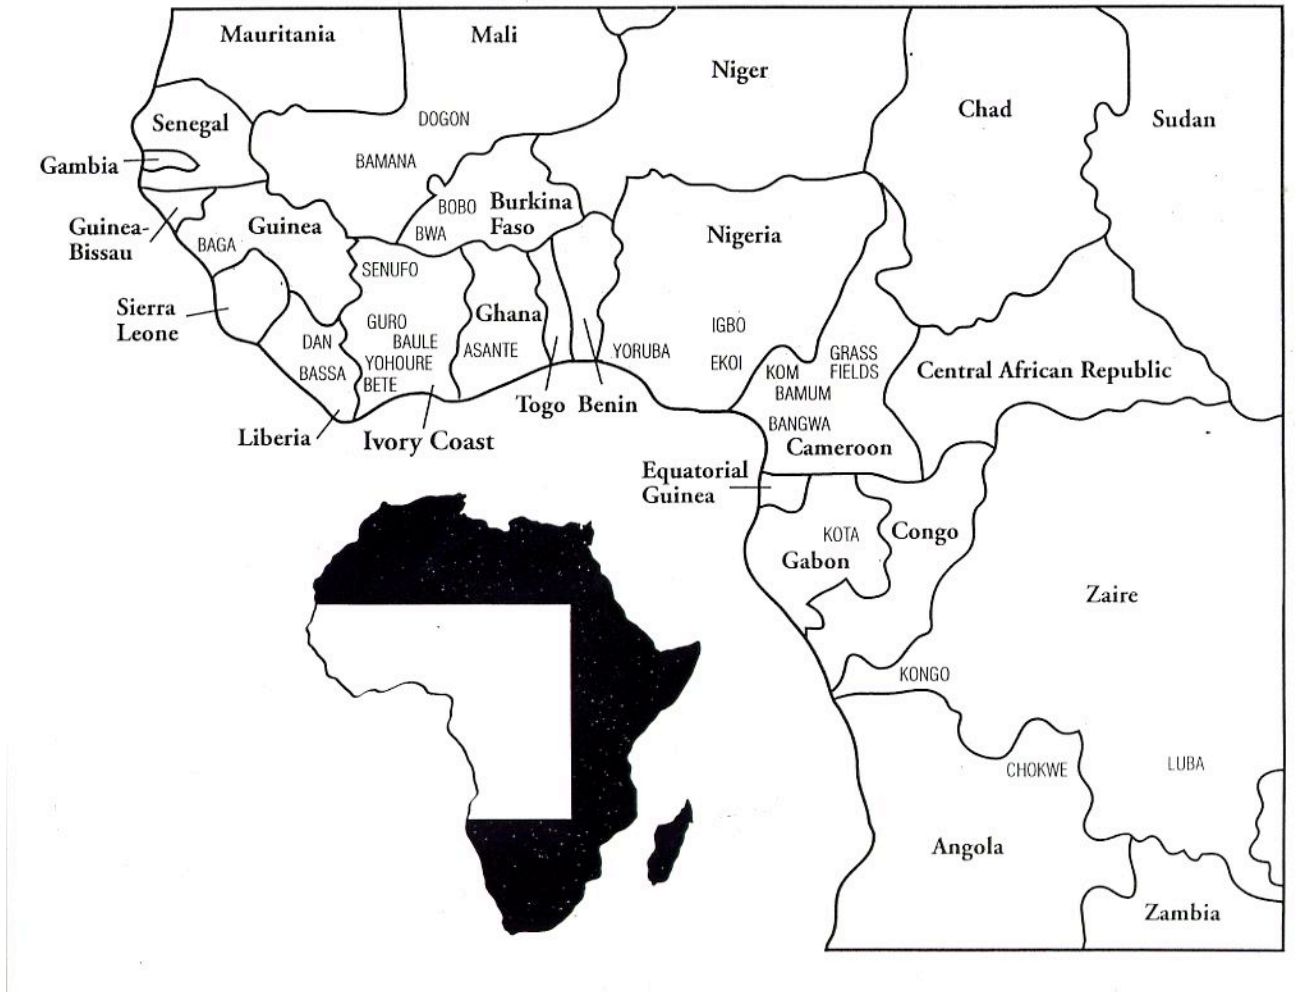 Mauritania
Mali
Niger
Chad
Sudan
Senegal
DOGON
Gambia
BAMANA
Guinea-
Bissau
Guinea
BAGA
BOBO
BWA
Burkina
Faso
Nigeria
Sierra
Leone
SENUFO
Ghana
GURO
BAULE
YOHOURE
BETE
ASANTE
DAN
BASSA
YORUBA
IGBO
EKOI
KOM
BAMUM
GRASS
FIELDS
BANGWA
Cameroon
Central African Republic
Togo
Benin
Liberia
Ivory Coast
Equatorial
Guinea
KOTA
Gabon
Congo
Zaire
KONGO
CHOKWE
LUBA
Angola
Zambia